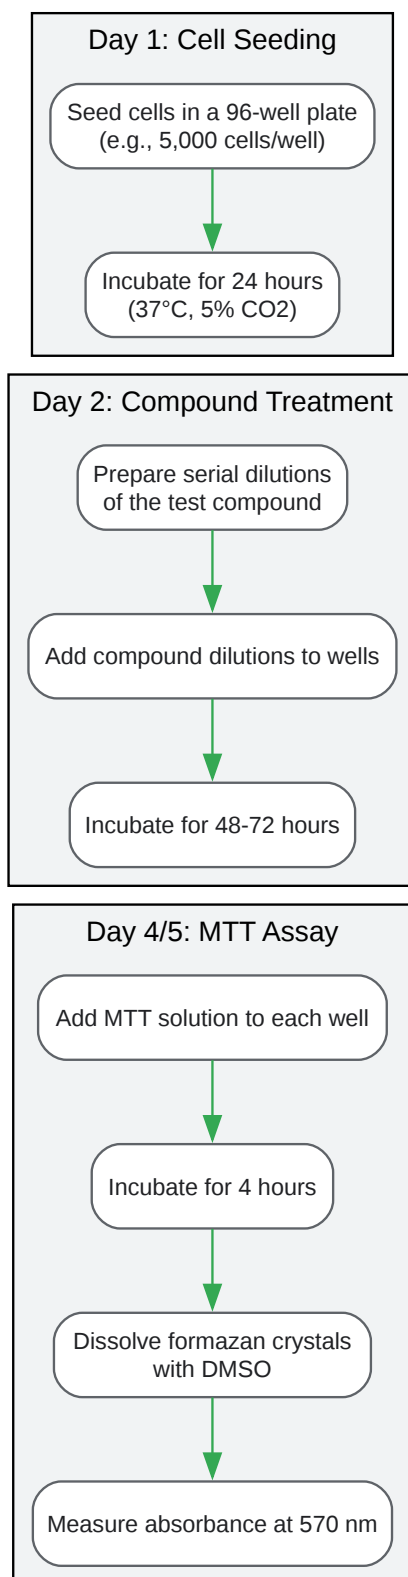 Day 1: Cell Seeding
Seed cells in a 96-well plate
(e.g., 5,000 cells/well)
Incubate for 24 hours
(37°C, 5% CO2)
Day 2: Compound Treatment
Prepare serial dilutions
of the test compound
Add compound dilutions to wells
Incubate for 48-72 hours
Day 4/5: MTT Assay
Add MTT solution to each well
Incubate for 4 hours
Dissolve formazan crystals
with DMSO
Measure absorbance at 570 nm